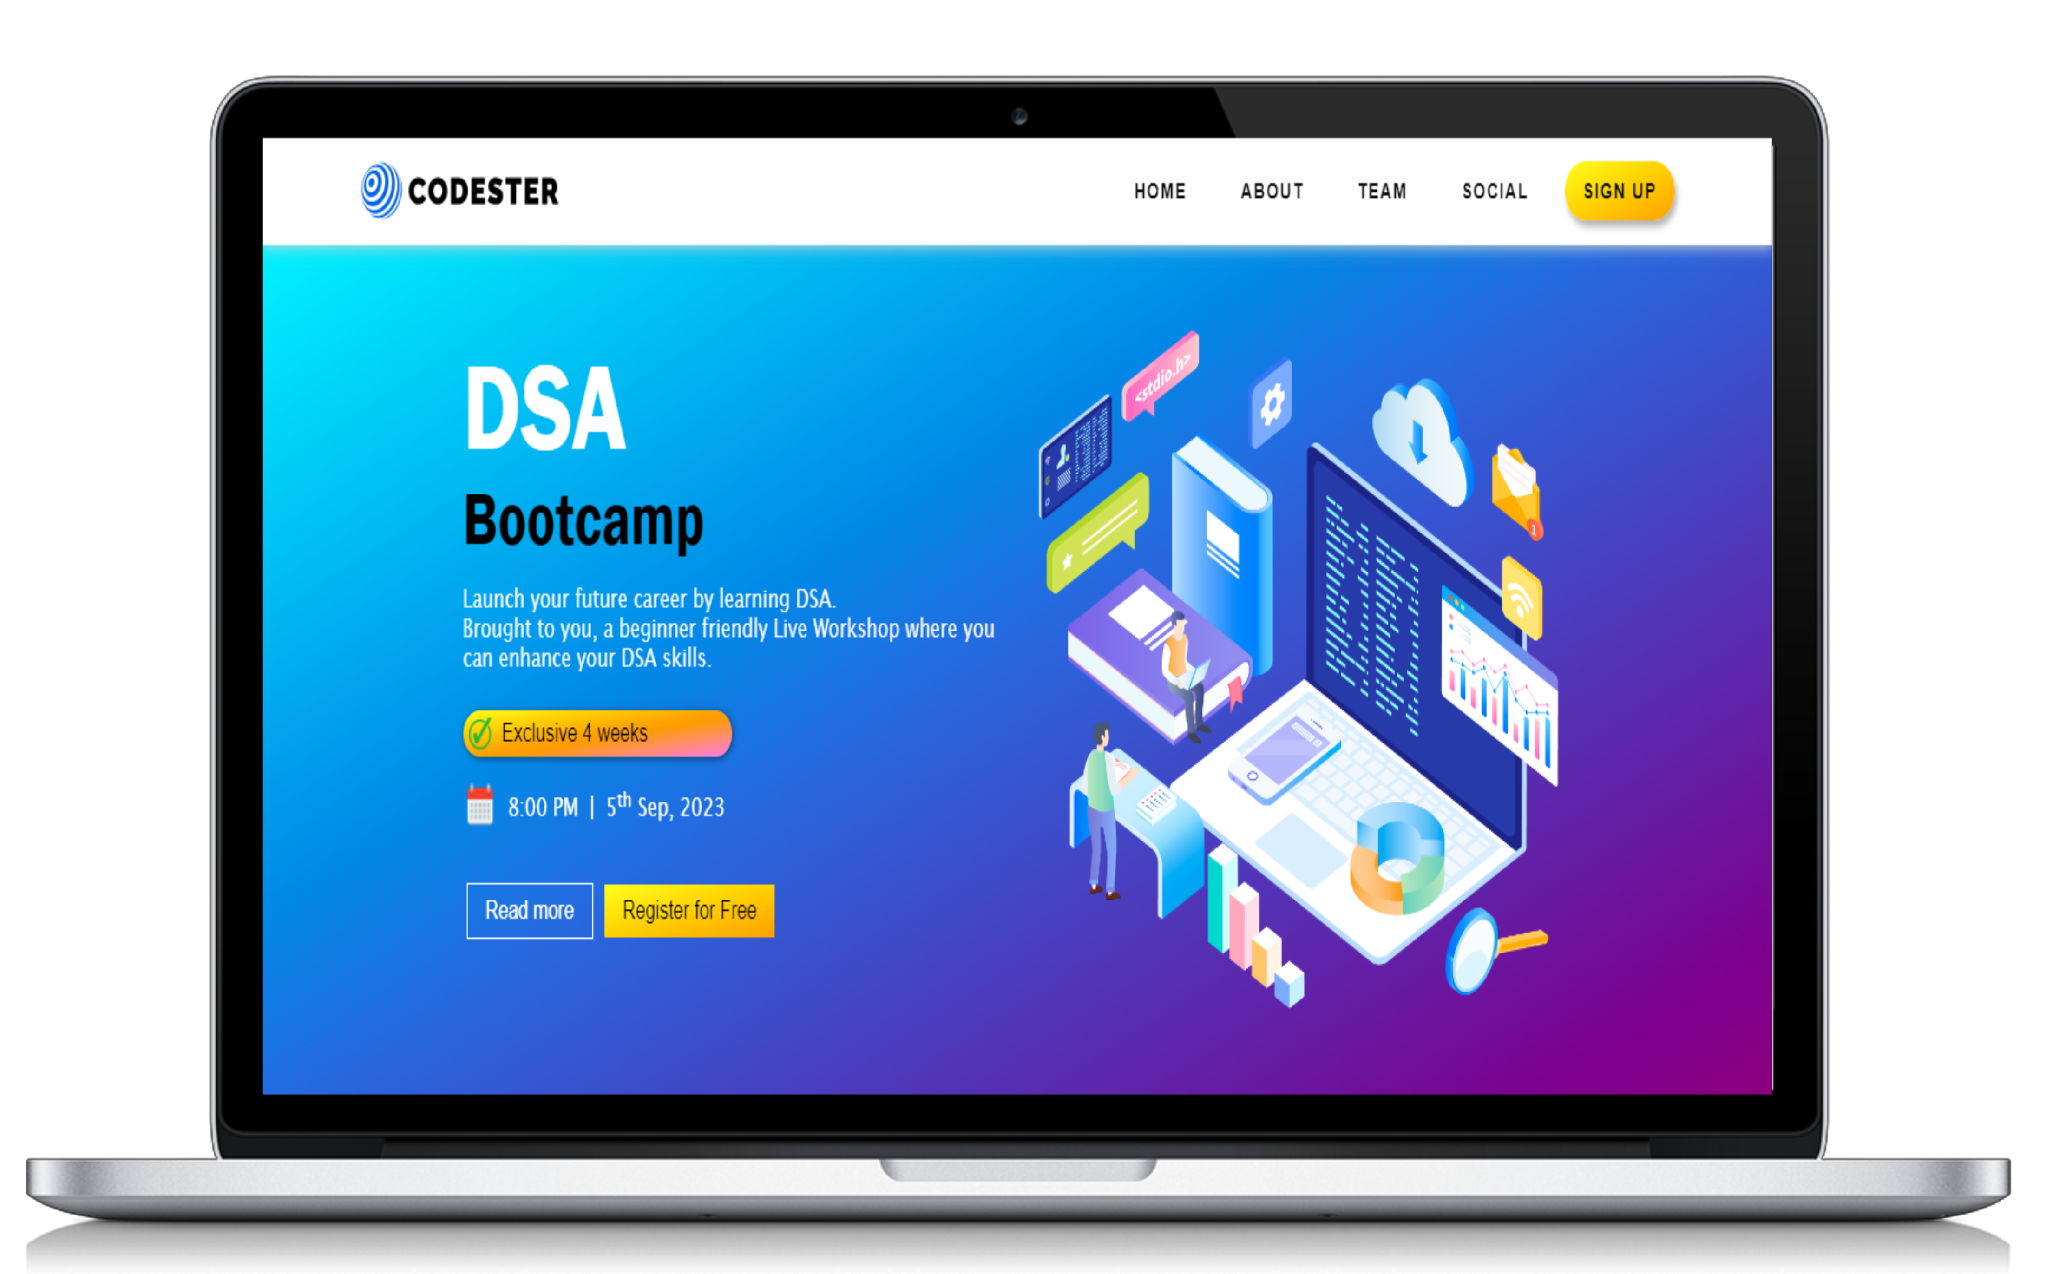 CODESTER
HOME ABOUT TEAM SOCIAL SIGN UP
DSA
Bootcamp
Launch your future career by learning DSA.
Brought to you, a beginner friendly Live Workshop where you
can enhance your DSA skills.
Exclusive 4 weeks
8:00 PM | 5th Sep, 2023
Read more Register for Free
<stdio.h>
1